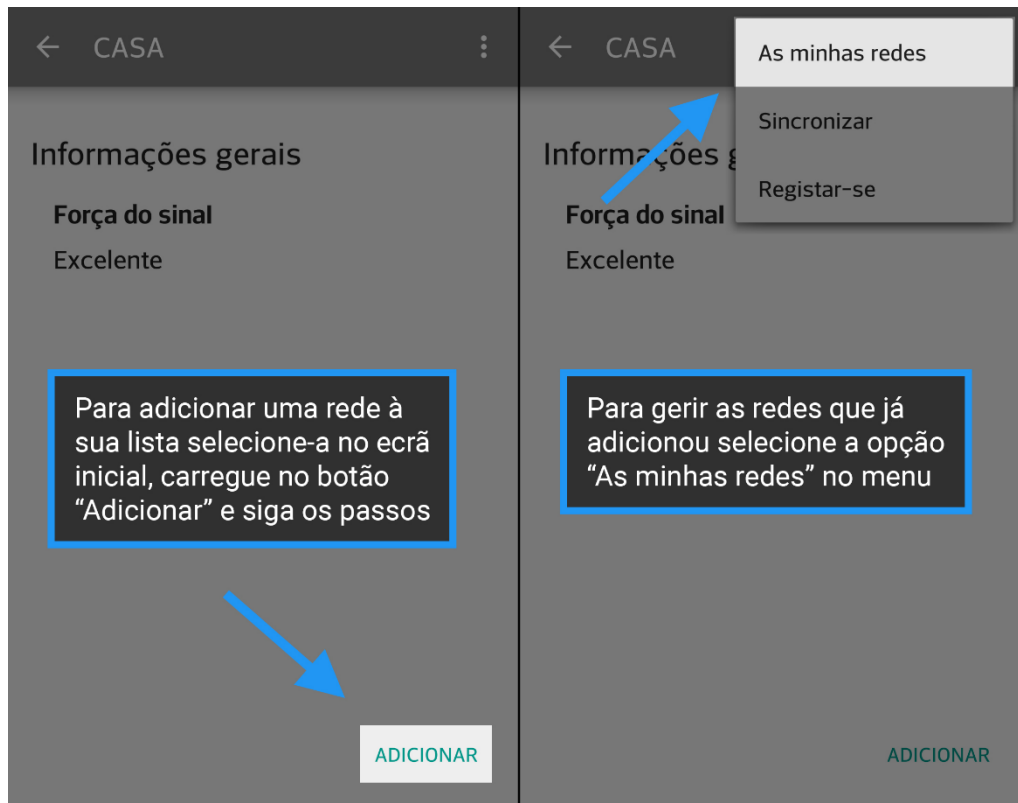 CASA
Informações gerais
Força do sinal
Excelente
Para adicionar uma rede à
sua lista selecione-a no ecrã
inicial, carregue no botão
“Adicionar” e siga os passos
ADICIONAR
CASA
As minhas redes
Sincronizar
Registar-se
Informações g
Força do sinal
Excelente
Para gerir as redes que já
adicionou selecione a opção
“As minhas redes” no menu
ADICIONAR